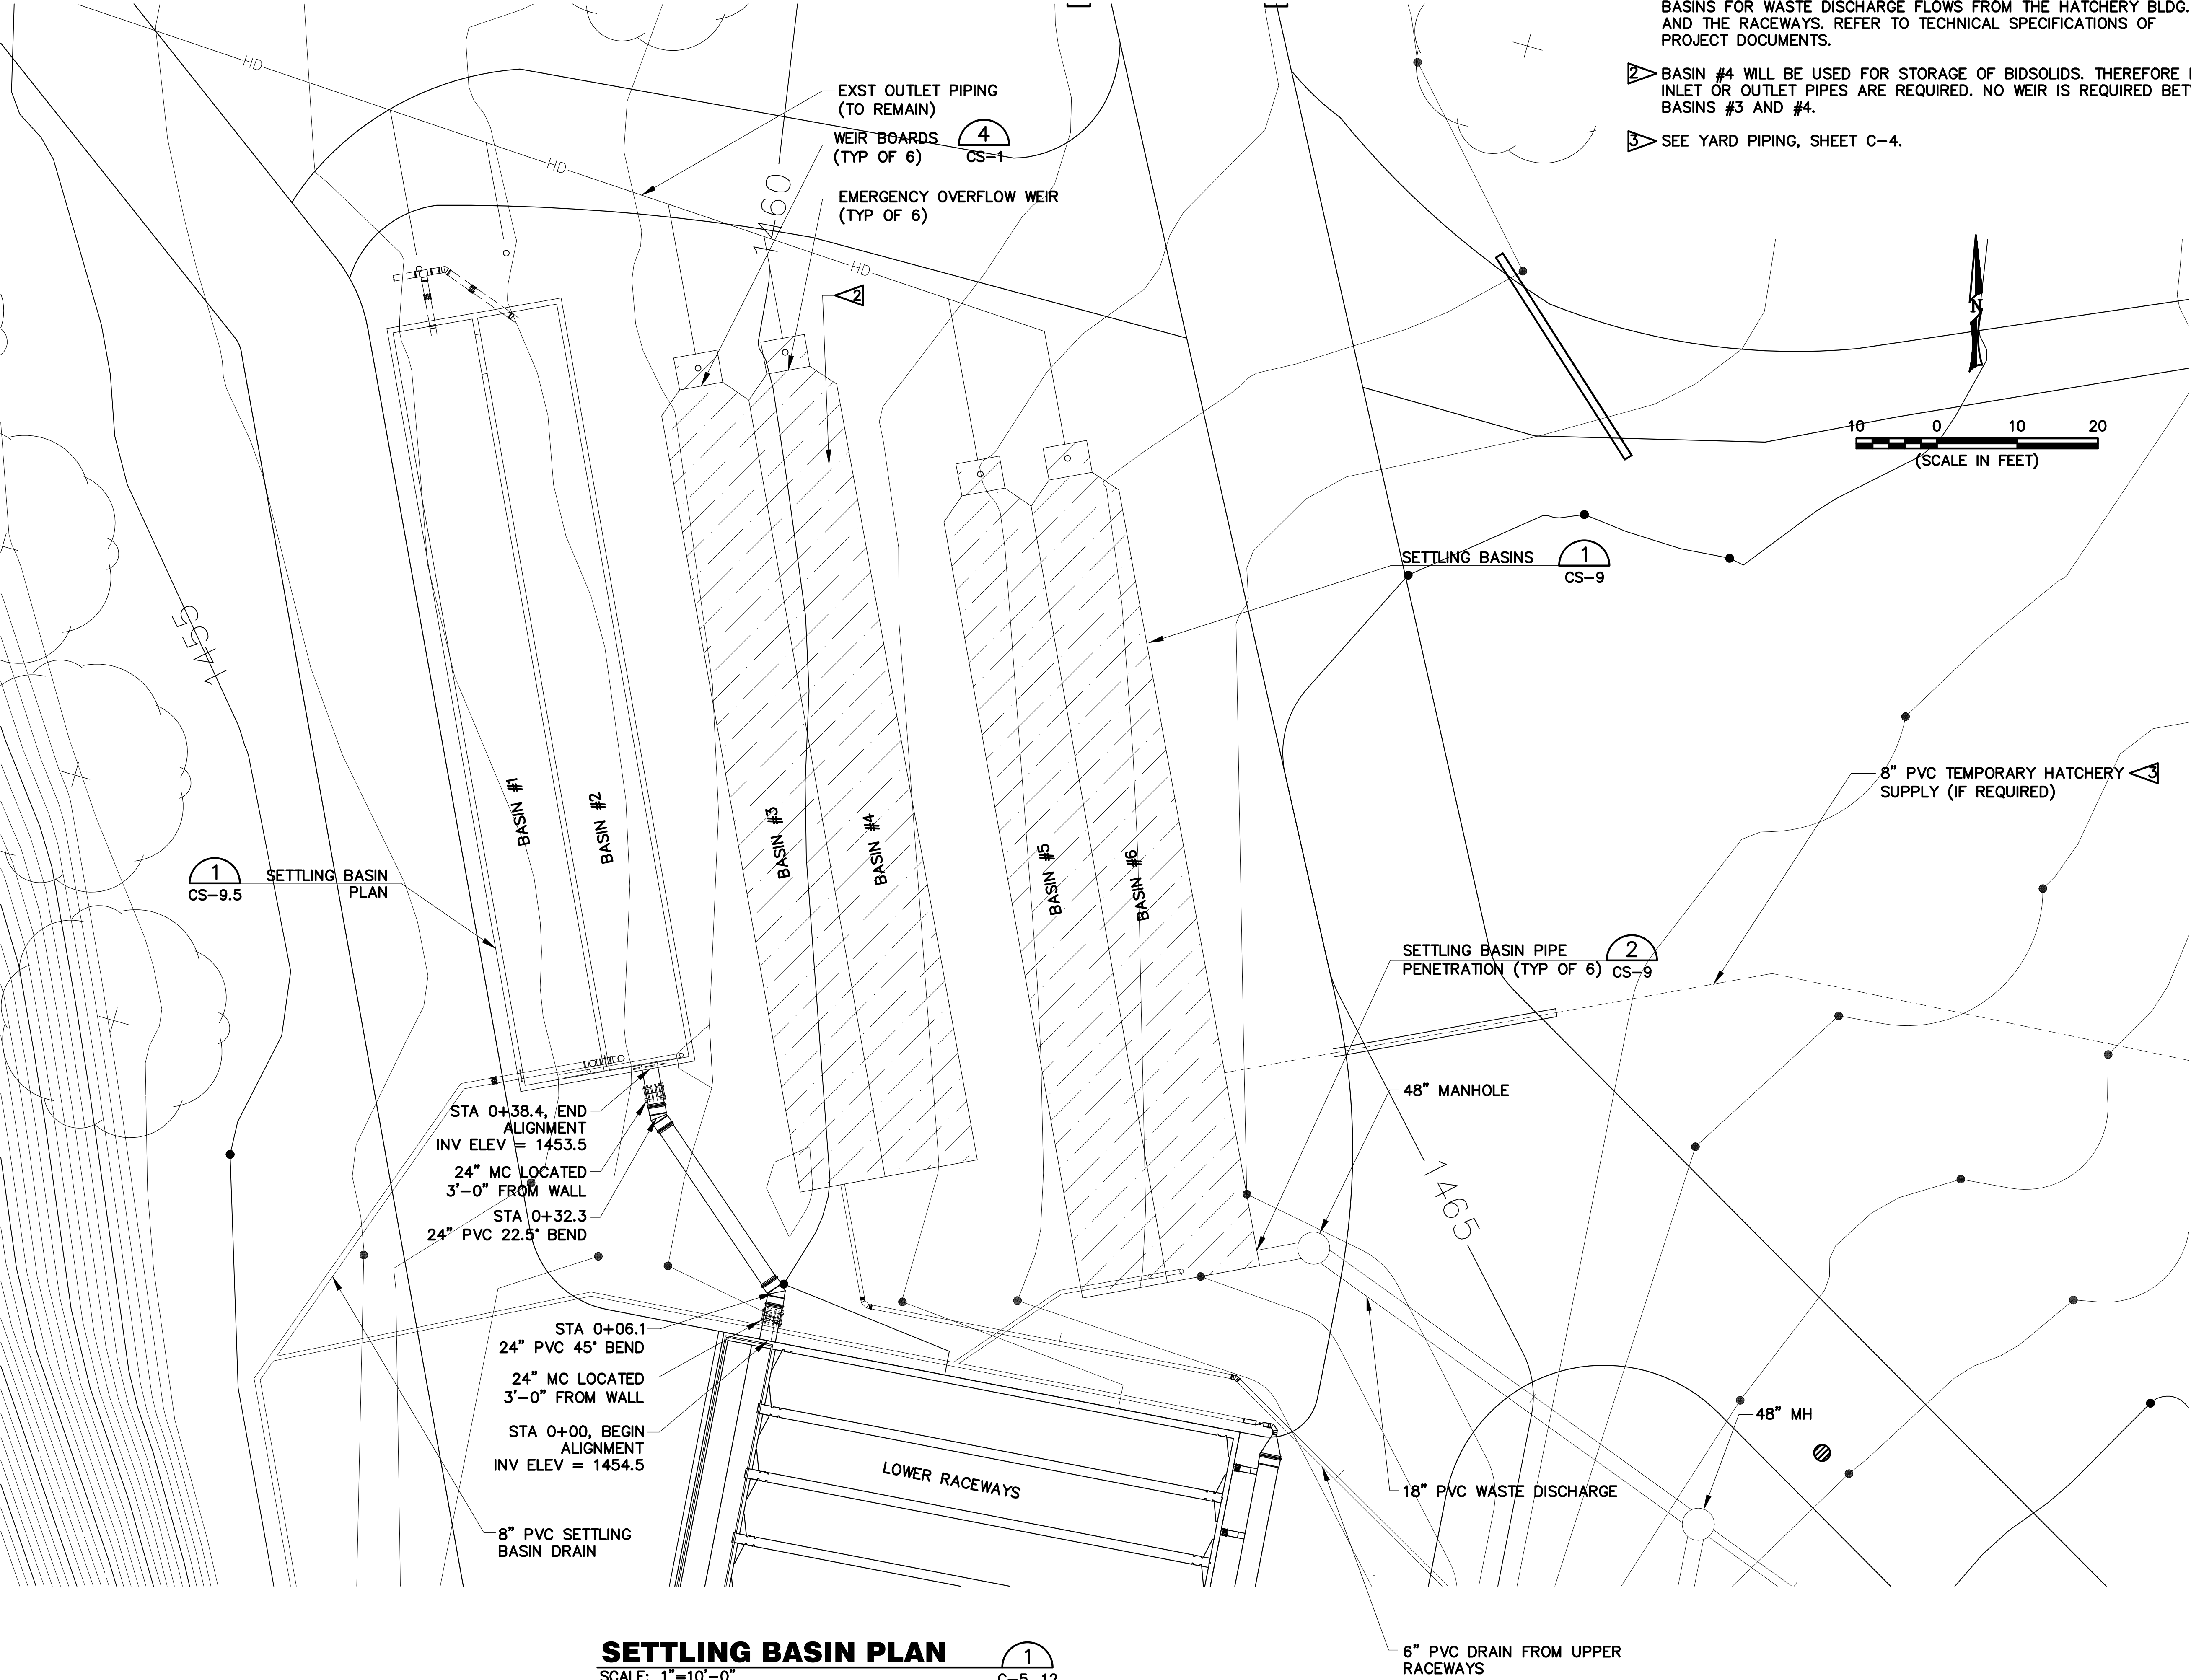 BASINS FOR WASTE DISCHARGE FLOWS FROM THE HATCHERY BLDG.
AND THE RACEWAYS. REFER TO TECHNICAL SPECIFICATIONS OF
PROJECT DOCUMENTS.
2 BASIN #4 WILL BE USED FOR STORAGE OF BIDSOLIDS. THEREFORE
INLET OR OUTLET PIPES ARE REQUIRED. NO WEIR IS REQUIRED
BASINS #3 AND #4.
3 SEE YARD PIPING, SHEET C-4.
HD
EXST OUTLET PIPING
(TO REMAIN)
WEIR BOARDS
(TYP OF 6)
4
CS-1
HD
1460
EMERGENCY OVERFLOW WEIR
(TYP OF 6)
HD
2
N
10 0 10 20
(SCALE IN FEET)
SETTLING BASINS
1
CS-9
1455
8" PVC TEMPORARY HATCHERY 3
SUPPLY (IF REQUIRED)
BASIN #1
BASIN #2
BASIN #3
BASIN #4
BASIN #5
BASIN #6
1
CS-9.5
SETTLING BASIN
PLAN
SETTLING BASIN PIPE
PENETRATION (TYP OF 6)
2
CS-9
48" MANHOLE
STA 0+38.4, END
ALIGNMENT
INV ELEV = 1453.5
24" MC LOCATED
3'-0" FROM WALL
STA 0+32.3
24" PVC 22.5° BEND
1465
STA 0+06.1
24" PVC 45° BEND
24" MC LOCATED
3'-0" FROM WALL
STA 0+00, BEGIN
ALIGNMENT
INV ELEV = 1454.5
48" MH
LOWER RACEWAYS
18" PVC WASTE DISCHARGE
8" PVC SETTLING
BASIN DRAIN
6" PVC DRAIN FROM UPPER
RACEWAYS
SETTLING BASIN PLAN
SCALE: 1"=10'-0"
1